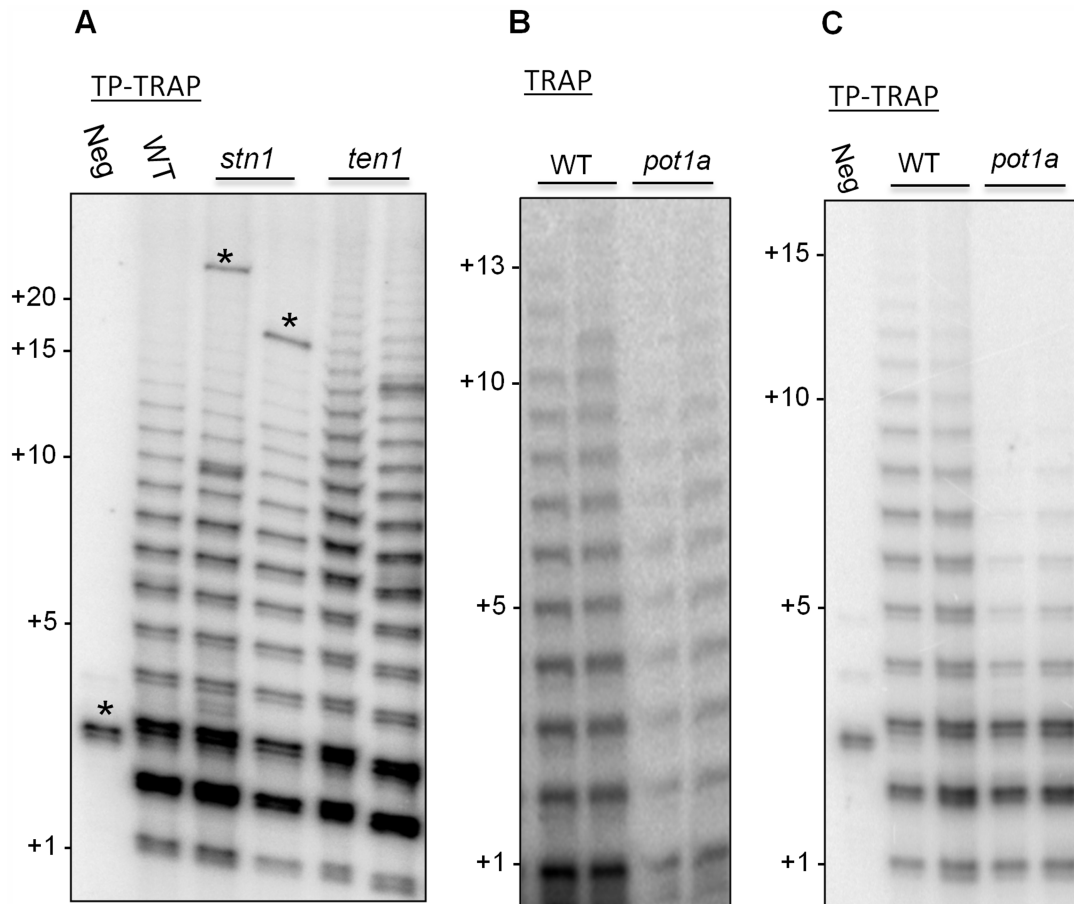 A
TP-TRAP
Neg WT stn1 ten1
*
*
+20
+15
+10
+5
*
+1
B
TRAP
WT pot1a
+13
+10
+5
+1
C
TP-TRAP
Neg WT pot1a
+15
+10
+5
+1